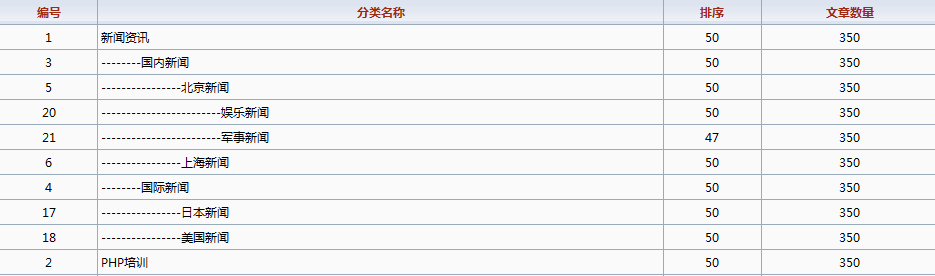 编号 分类名称 排序 文章数量
1 新闻资讯 50 350
3 --------国内新闻 50 350
5 ----------------北京新闻 50 350
20 ------------------------娱乐新闻 50 350
21 ------------------------军事新闻 47 350
6 ----------------上海新闻 50 350
4 --------国际新闻 50 350
17 ----------------日本新闻 50 350
18 ----------------美国新闻 50 350
2 PHP培训 50 350